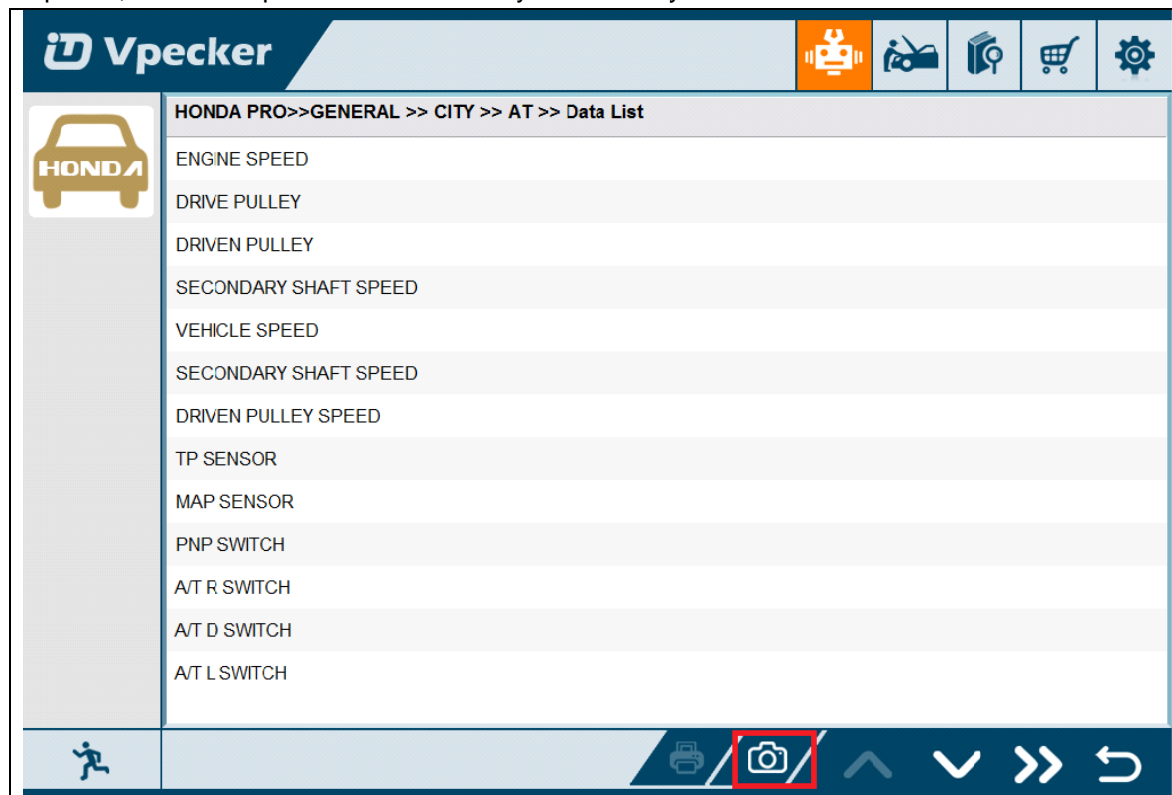 Vpecker
HONDA PRO>>GENERAL >> CITY >> AT >> Data List
HONDA
ENGINE SPEED
DRIVE PULLEY
DRIVEN PULLEY
SECONDARY SHAFT SPEED
VEHICLE SPEED
SECONDARY SHAFT SPEED
DRIVEN PULLEY SPEED
TP SENSOR
MAP SENSOR
PNP SWITCH
A/T R SWITCH
A/T D SWITCH
A/T L SWITCH